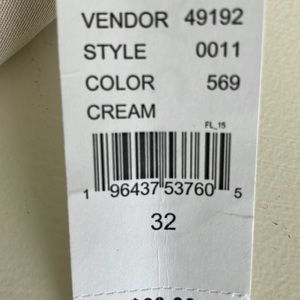 VENDOR 49192
STYLE 0011
COLOR 569
CREAM
FL_15
1 96437 53760 5
32